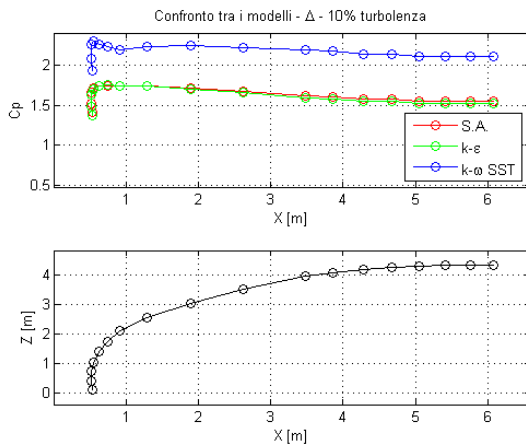 Confronto tra i modelli - Δ - 10% turbolenza
Cp
2
1.5
1
0.5
S.A.
k-ε
k-ω SST
1 2 3 4 5 6
X [m]
Z [m]
4
3
2
1
0
1 2 3 4 5 6
X [m]